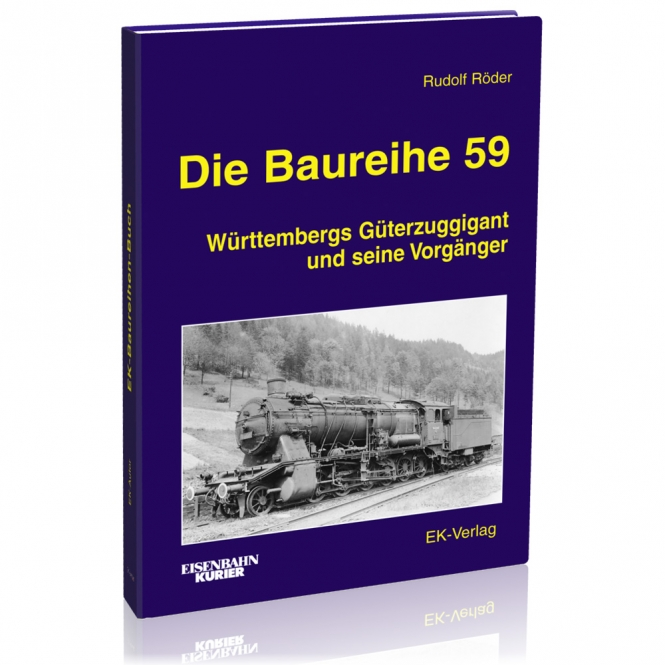 Rudolf Röder
Die Baureihe 59
Württembergs Güterzuggigant
und seine Vorgänger
EK-Verlag
EISENBAHN
KURIER
EK-Baureihen-Buch